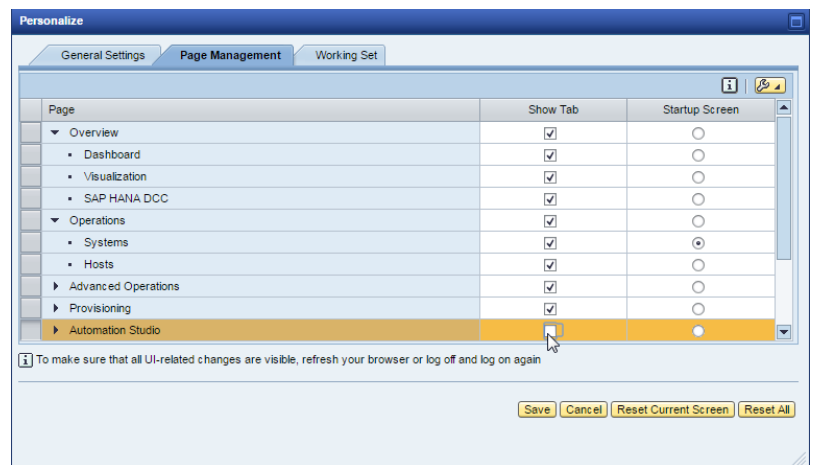 Personalize
General Settings Page Management Working Set
Page Show Tab Startup Screen
Overview
Dashboard
Visualization
SAP HANA DCC
Operations
Systems
Hosts
Advanced Operations
Provisioning
Automation Studio
To make sure that all UI-related changes are visible, refresh your browser or log off and log on again
Save Cancel Reset Current Screen Reset All